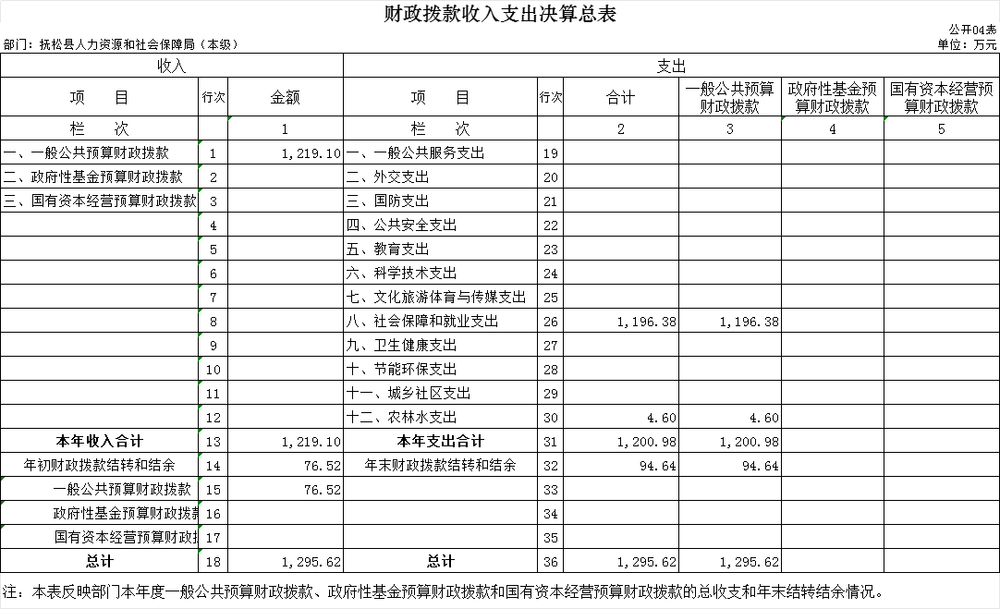 财政拨款收入支出决算总表
公开04表
部门：抚松县人力资源和社会保障局（本级） 单位：万元
收入 支出
项 目 行次 金额 项 目 行次 合计 一般公共预算财政拨款 政府性基金预算财政拨款 国有资本经营预算财政拨款
栏 次 1 栏 次 2 3 4 5
一、一般公共预算财政拨款 1 1,219.10 一、一般公共服务支出 19
二、政府性基金预算财政拨款 2 二、外交支出 20
三、国有资本经营预算财政拨款 3 三、国防支出 21
4 四、公共安全支出 22
5 五、教育支出 23
6 六、科学技术支出 24
7 七、文化旅游体育与传媒支出 25
8 八、社会保障和就业支出 26 1,196.38 1,196.38
9 九、卫生健康支出 27
10 十、节能环保支出 28
11 十一、城乡社区支出 29
12 十二、农林水支出 30 4.60 4.60
本年收入合计 13 1,219.10 本年支出合计 31 1,200.98 1,200.98
年初财政拨款结转和结余 14 76.52 年末财政拨款结转和结余 32 94.64 94.64
一般公共预算财政拨款 15 76.52 33
政府性基金预算财政拨 16 34
国有资本经营预算财政 17 35
总计 18 1,295.62 总计 36 1,295.62 1,295.62
注：本表反映部门本年度一般公共预算财政拨款、政府性基金预算财政拨款和国有资本经营预算财政拨款的总收支和年末结转结余情况。